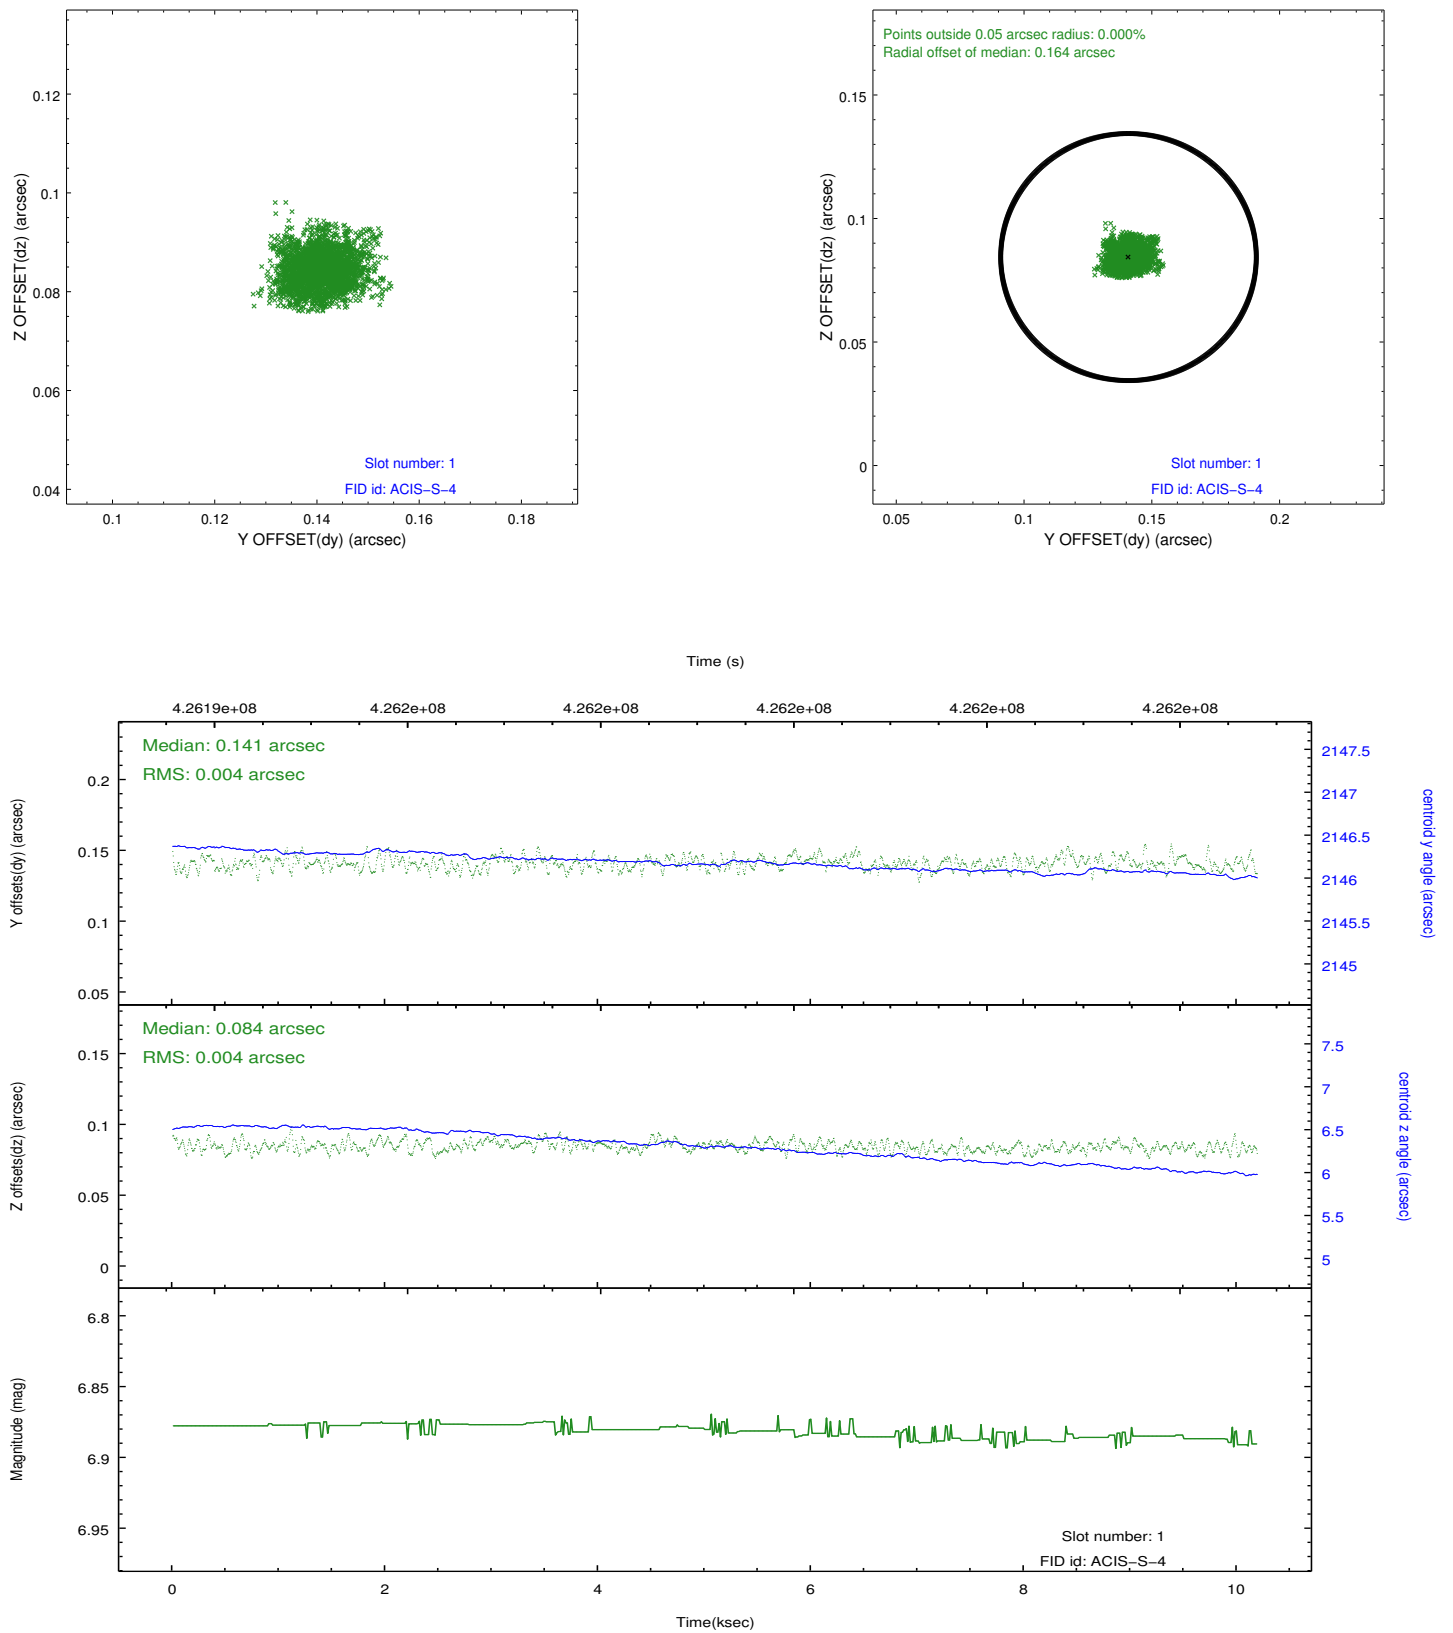 0.12
0.1
0.08
0.06
0.04
Z OFFSET(dz) (arcsec)
Slot number: 1
FID id: ACIS−S−4
0.1 0.12 0.14 0.16 0.18
Y OFFSET(dy) (arcsec)
Points outside 0.05 arcsec radius: 0.000%
Radial offset of median: 0.164 arcsec
0.15
0.1
0.05
0
Z OFFSET(dz) (arcsec)
Slot number: 1
FID id: ACIS−S−4
0.05 0.1 0.15 0.2
Y OFFSET(dy) (arcsec)
Time (s)
4.2619e+08 4.262e+08 4.262e+08 4.262e+08 4.262e+08 4.262e+08
Median: 0.141 arcsec
RMS: 0.004 arcsec
0.2
0.15
0.1
0.05
Y offsets(dy) (arcsec)
2147.5
2147
2146.5
2146
2145.5
2145
centroid y angle (arcsec)
Median: 0.084 arcsec
RMS: 0.004 arcsec
0.15
0.1
0.05
0
Z offsets(dz) (arcsec)
7.5
7
6.5
6
5.5
5
centroid z angle (arcsec)
6.8
6.85
6.9
6.95
Magnitude (mag)
Slot number: 1
FID id: ACIS−S−4
0 2 4 6 8 10
Time(ksec)